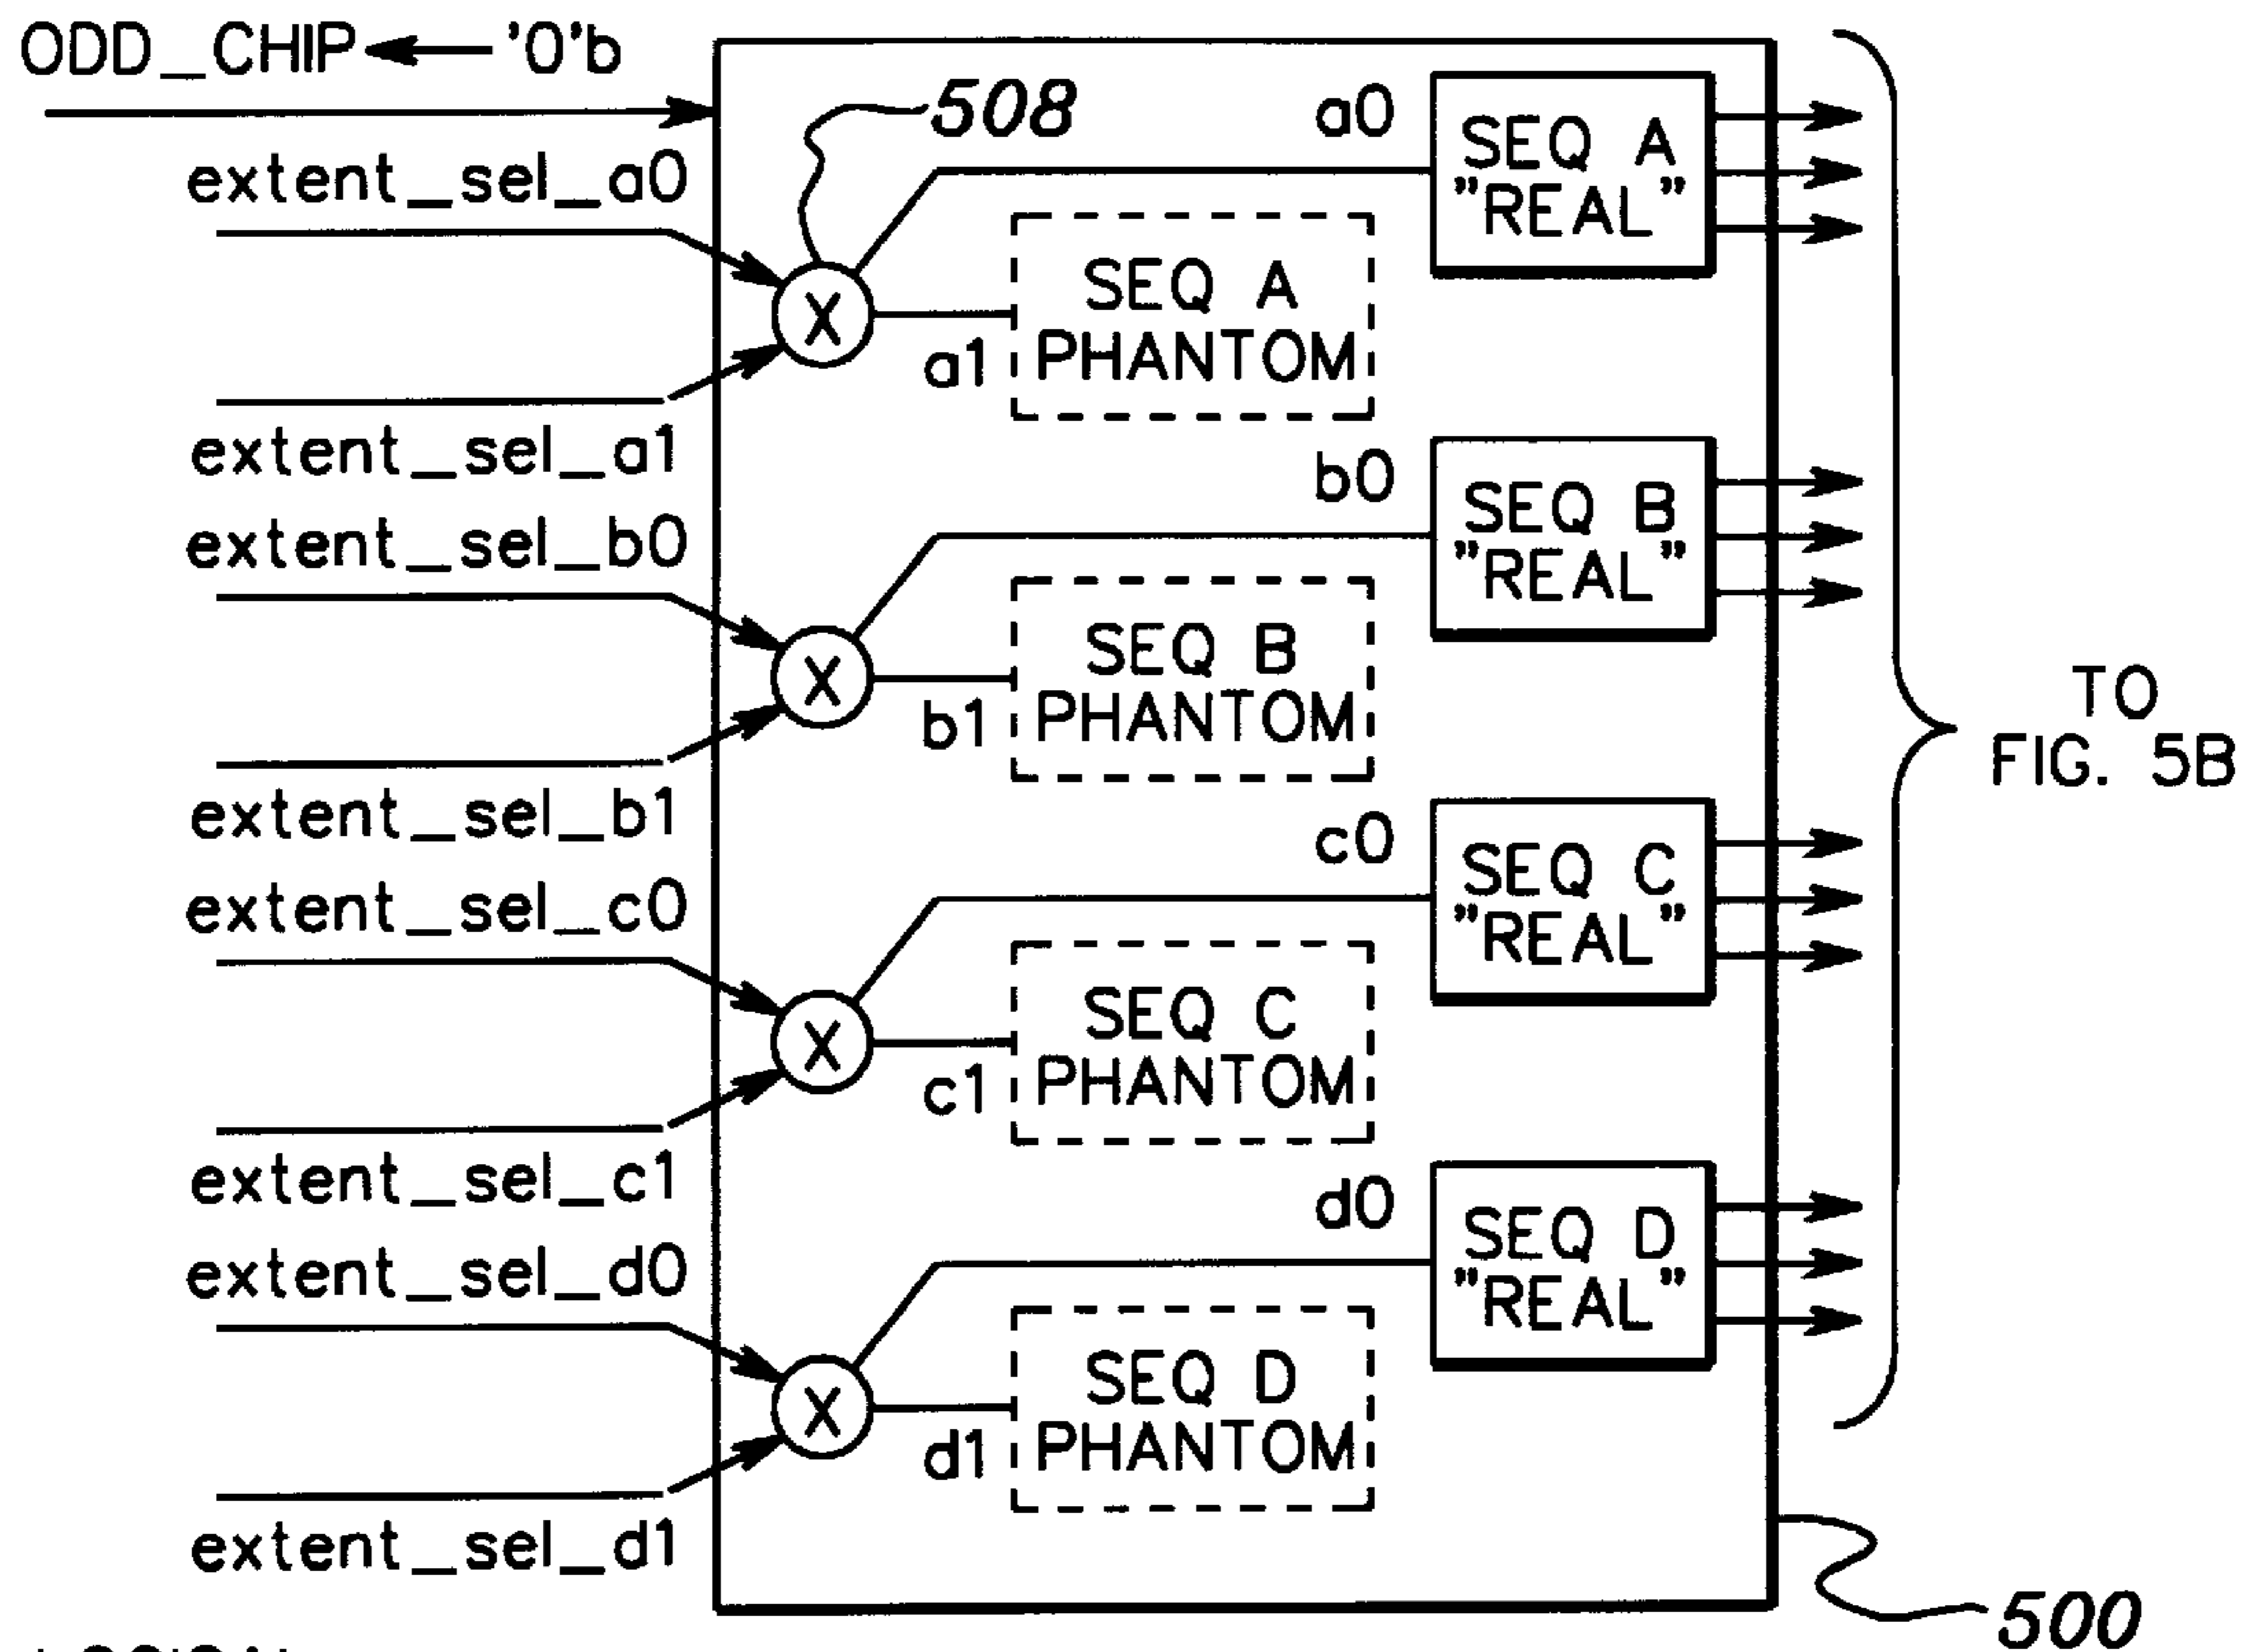 ODD_CHIP ← '0'b
508
a0
SEQ A
"REAL"
extent_sel_a0
SEQ A
PHANTOM
a1
extent_sel_a1
b0
SEQ B
"REAL"
extent_sel_b0
SEQ B
PHANTOM
b1
extent_sel_b1
TO
FIG. 5B
c0
SEQ C
"REAL"
extent_sel_c0
SEQ C
PHANTOM
c1
extent_sel_c1
d0
SEQ D
"REAL"
extent_sel_d0
SEQ D
PHANTOM
d1
extent_sel_d1
X
X
X
X
500